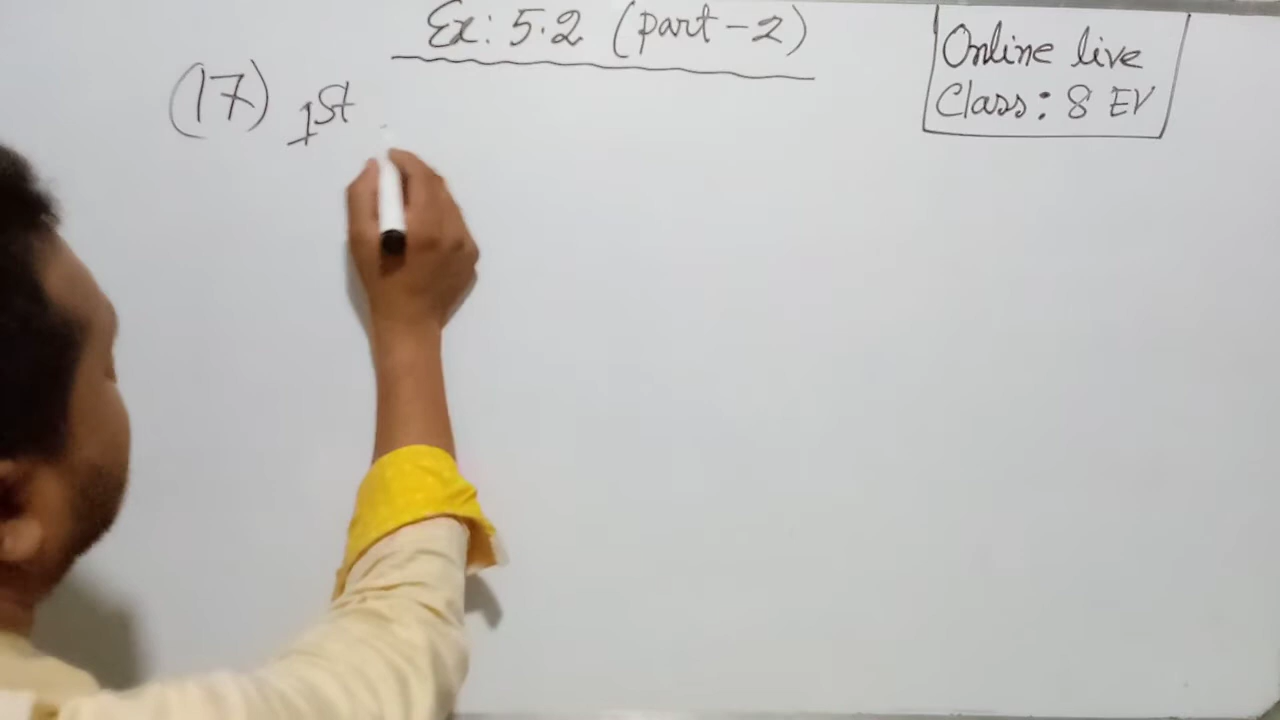 Ex: 5.2 (part-2)
Online live
Class: 8 EV
(17) 1st